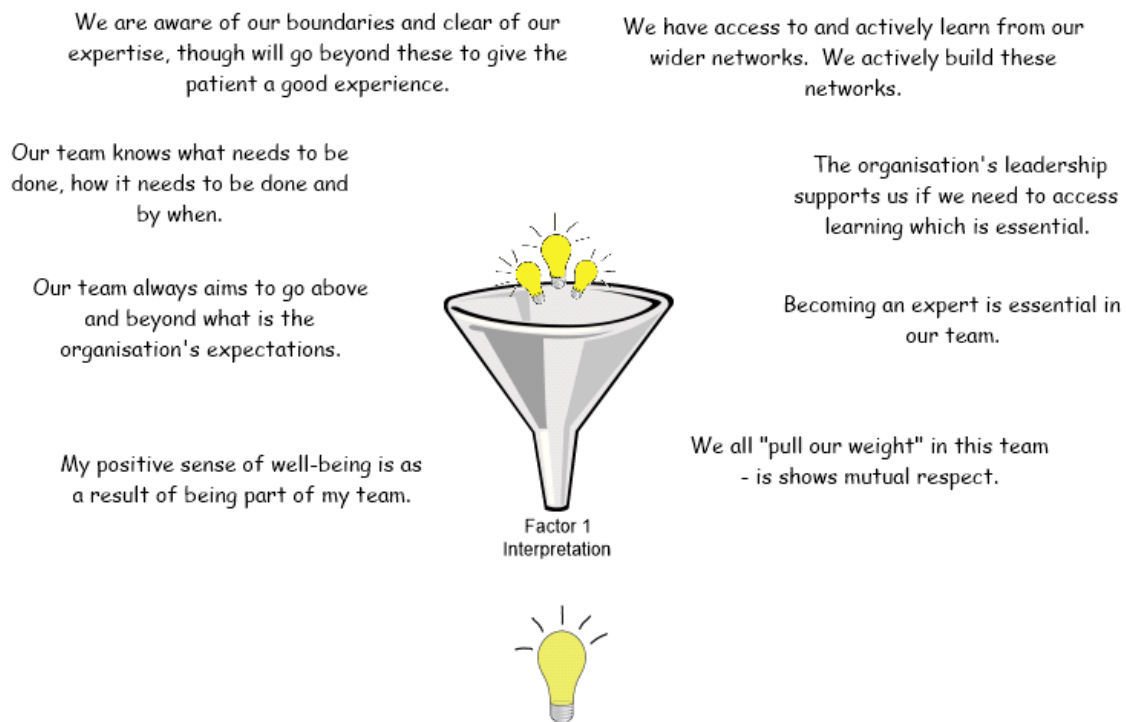 We are aware of our boundaries and clear of our
expertise, though will go beyond these to give the
patient a good experience.
We have access to and actively learn from our
wider networks.  We actively build these
networks.
Our team knows what needs to be
done, how it needs to be done and
by when.
The organisation's leadership
supports us if we need to access
learning which is essential.
Our team always aims to go above
and beyond what is the
organisation's expectations.
Becoming an expert is essential in
our team.
My positive sense of well-being is as
a result of being part of my team.
We all "pull our weight" in this team
- is shows mutual respect.
Factor 1
Interpretation